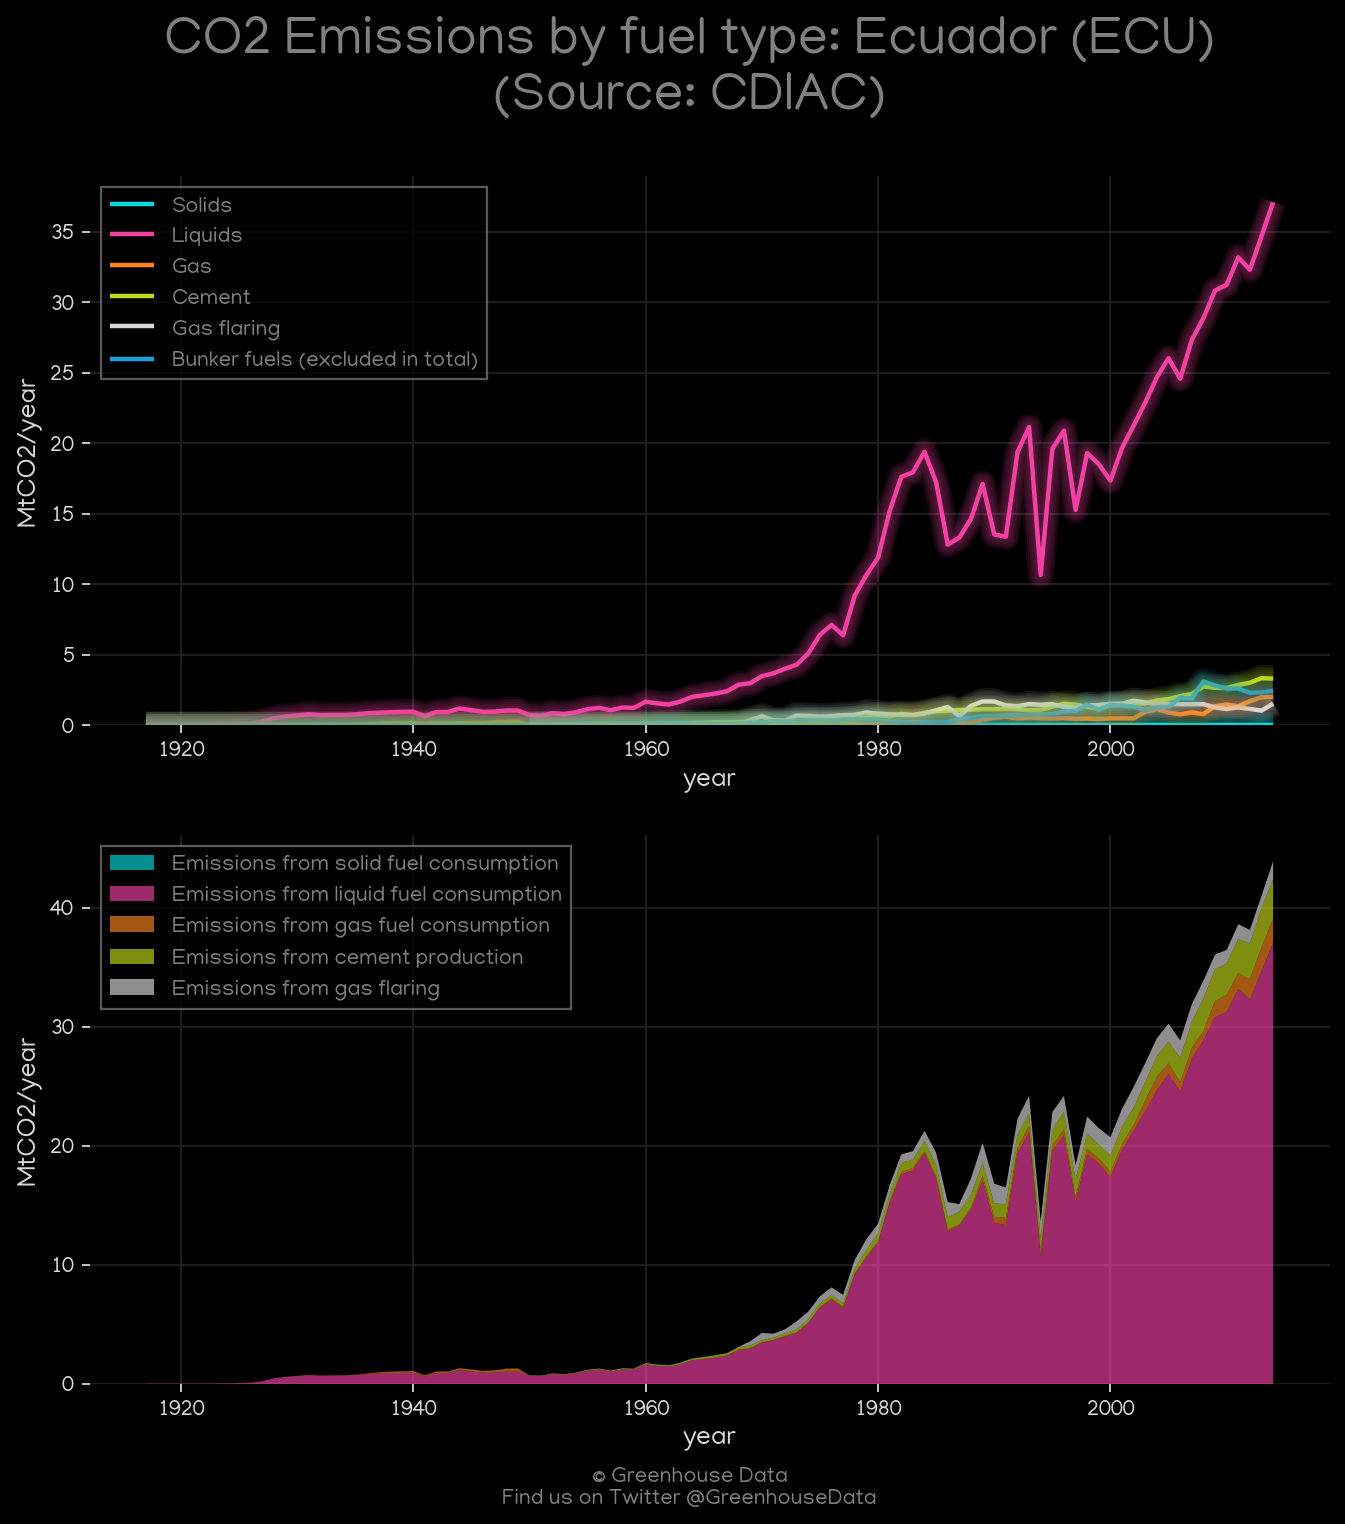 CO2 Emissions by fuel type: Ecuador (ECU)
(Source: CDIAC)
Solids
Liquids
Gas
Cement
Gas flaring
Bunker fuels (excluded in total)
MtCO2/year
35
30
25
20
15
10
5
0
1920 1940 1960 1980 2000
year
Emissions from solid fuel consumption
Emissions from liquid fuel consumption
Emissions from gas fuel consumption
Emissions from cement production
Emissions from gas flaring
MtCO2/year
40
30
20
10
0
1920 1940 1960 1980 2000
year
© Greenhouse Data
Find us on Twitter @GreenhouseData